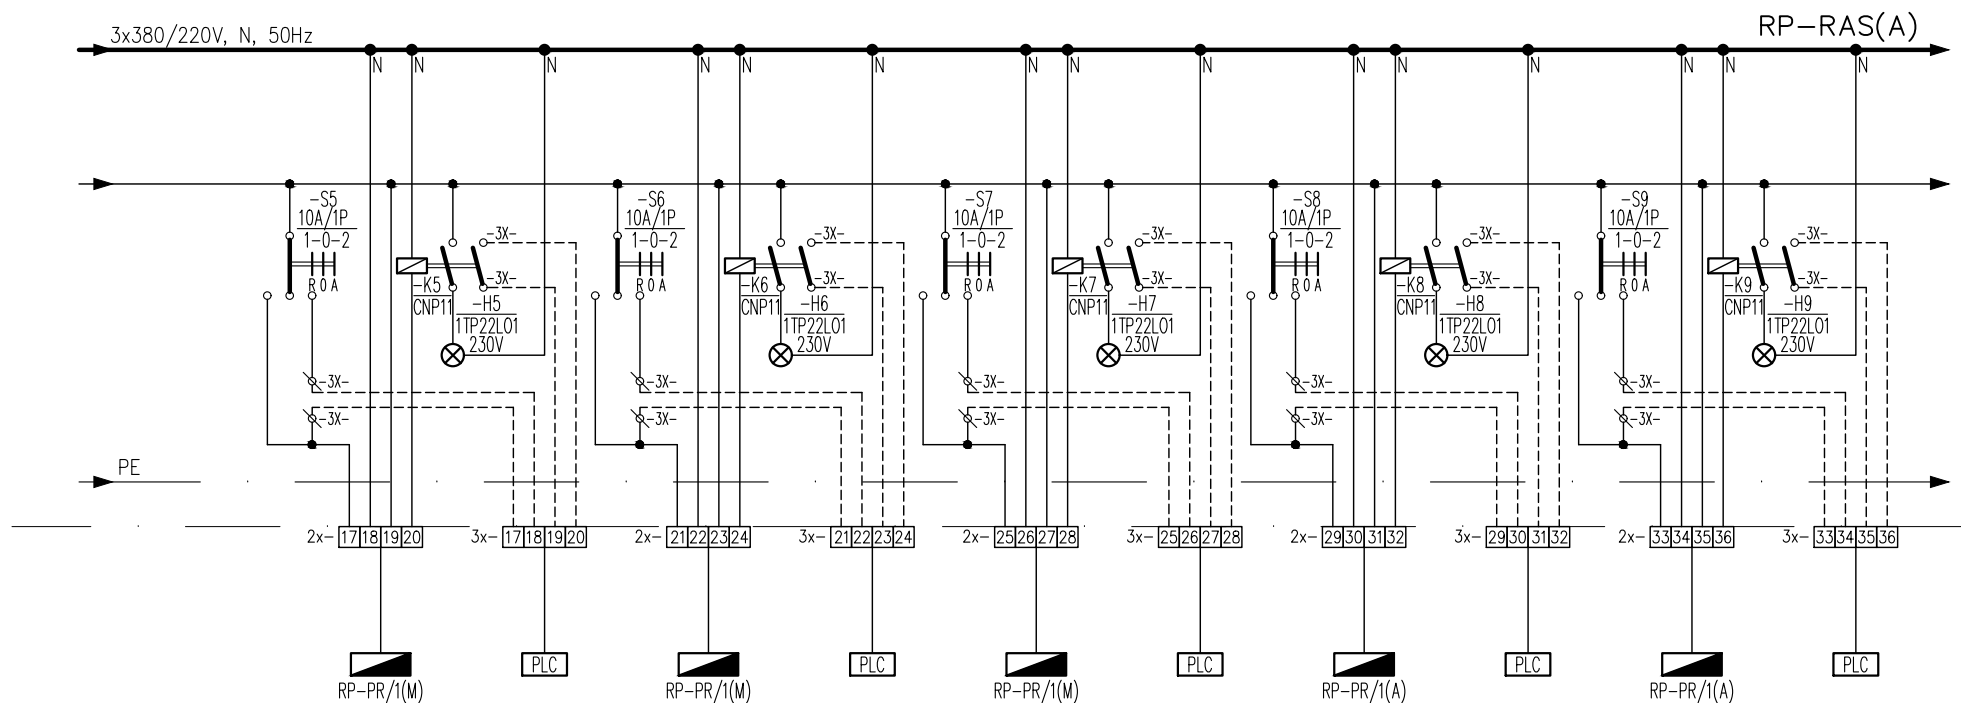 3x380/220V, N, 50Hz
RP-RAS(A)
N N N N N N N N N N N N N N N
-S5 -S6 -S7 -S8 -S9
10A/1P 10A/1P 10A/1P 10A/1P 10A/1P
1-0-2 1-0-2 1-0-2 1-0-2 1-0-2
-3X- -3X- -3X- -3X- -3X-
-3X- -3X- -3X- -3X- -3X-
R O A R O A R O A R O A R O A
-K5 -K6 -K7 -K8 -K9
CNP11 CNP11 CNP11 CNP11 CNP11
-H5 -H6 -H7 -H8 -H9
1TP22L01 1TP22L01 1TP22L01 1TP22L01 1TP22L01
230V 230V 230V 230V 230V
-3X- -3X- -3X- -3X- -3X-
-3X- -3X- -3X- -3X- -3X-
PE
2x- 17 18 19 20 3x- 17 18 19 20 2x- 21 22 23 24 3x- 21 22 23 24 2x- 25 26 27 28 3x- 25 26 27 28 2x- 29 30 31 32 3x- 29 30 31 32 2x- 33 34 35 36 3x- 33 34 35 36
PLC PLC PLC PLC PLC
RP-PR/1(M) RP-PR/1(M) RP-PR/1(M) RP-PR/1(A) RP-PR/1(A)